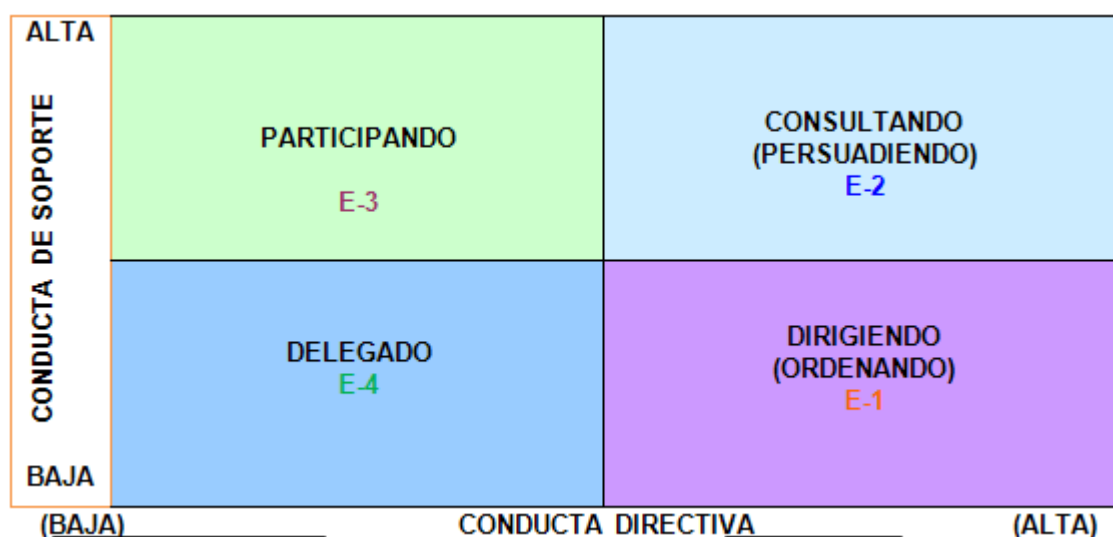 ALTA
CONDUCTA DE SOPORTE
BAJA
PARTICIPANDO
E-3
CONSULTANDO
(PERSUADIENDO)
E-2
DELEGADO
E-4
DIRIGIENDO
(ORDENANDO)
E-1
(BAJA) CONDUCTA DIRECTIVA (ALTA)